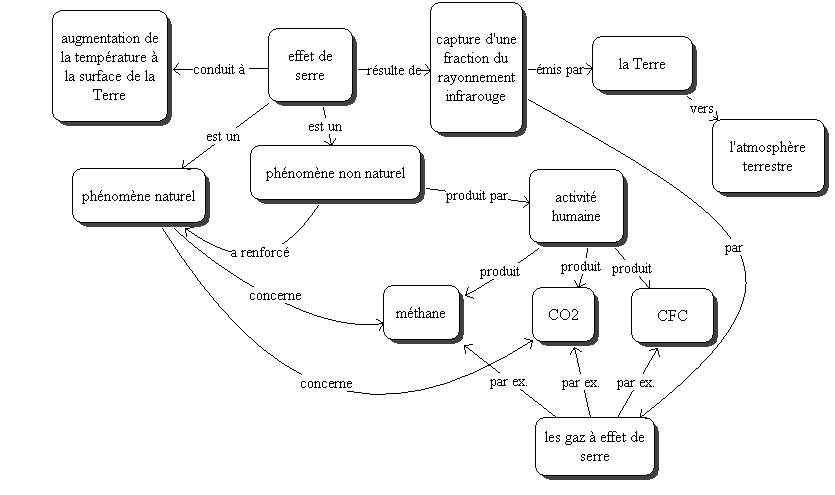 augmentation de
la température à
la surface de la
Terre
conduit à
effet de
serre
résulte de
capture d'une
fraction du
rayonnement
infrarouge
émis par
la Terre
vers
l'atmosphère
terrestre
est un
est un
phénomène naturel
phénomène non naturel
produit par
activité
humaine
a renforcé
par
concerne
produit
produit
produit
méthane
CO2
CFC
concerne
par ex.
par ex.
par ex.
les gaz à effet de
serre